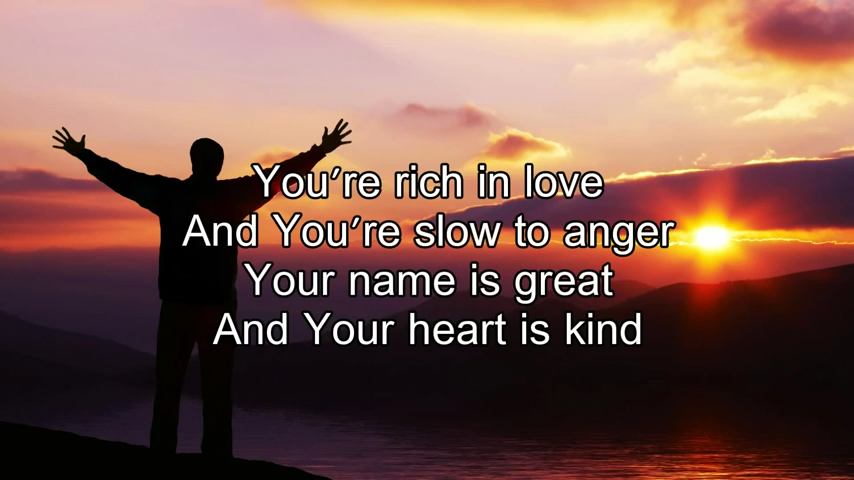 You're rich in love
And You're slow to anger
Your name is great
And Your heart is kind